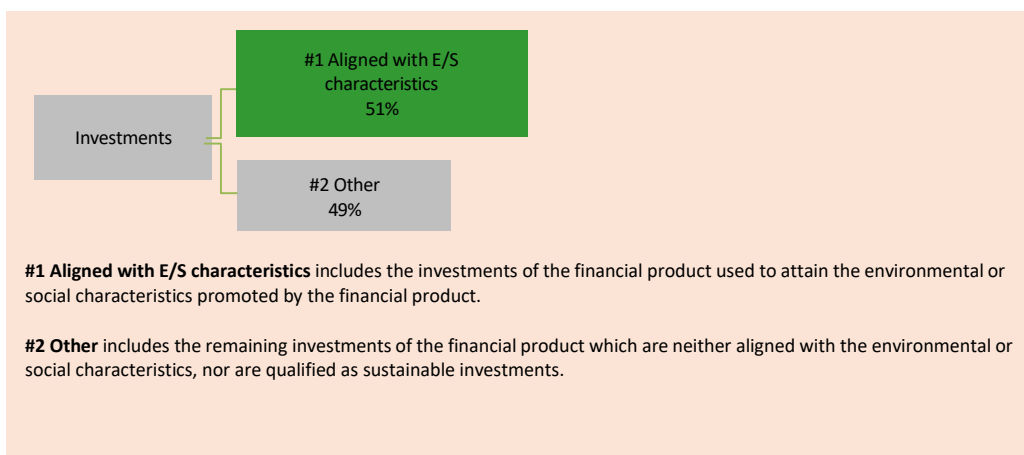 #1 Aligned with E/S
characteristics
51%
Investments
#2 Other
49%
#1 Aligned with E/S characteristics includes the investments of the financial product used to attain the environmental or
social characteristics promoted by the financial product.
#2 Other includes the remaining investments of the financial product which are neither aligned with the environmental or
social characteristics, nor are qualified as sustainable investments.